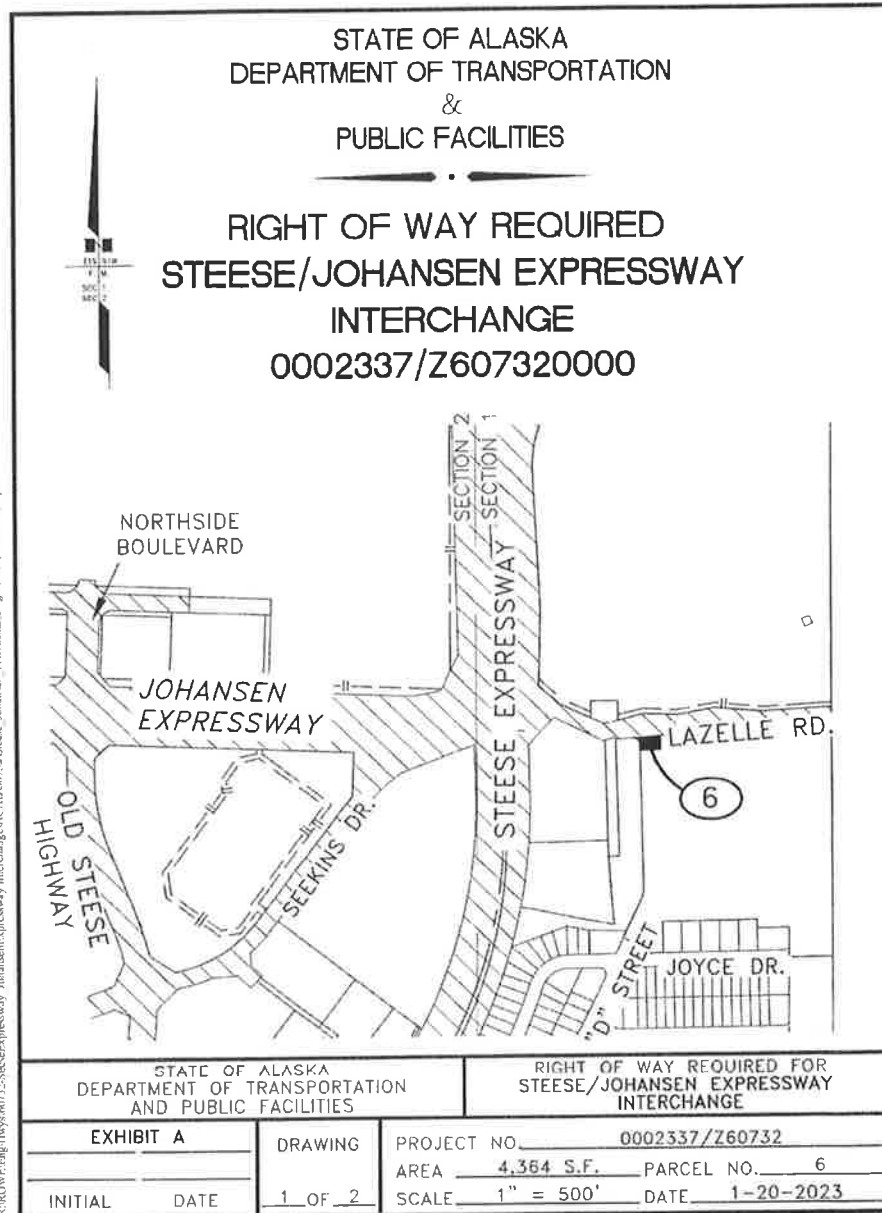 STATE OF ALASKA
DEPARTMENT OF TRANSPORTATION
&
PUBLIC FACILITIES
RIGHT OF WAY REQUIRED
STEESE/JOHANSEN EXPRESSWAY
INTERCHANGE
0002337/Z607320000
SEC 1
SEC 2
SECTION 2
SECTION 1
NORTHSIDE
BOULEVARD
STEESE EXPRESSWAY
JOHANSEN
EXPRESSWAY
LAZELLE RD.
6
OLD STEESE
HIGHWAY
SEEKINS DR.
"D" STREET
JOYCE DR.
STATE OF ALASKA
DEPARTMENT OF TRANSPORTATION
AND PUBLIC FACILITIES
RIGHT OF WAY REQUIRED FOR
STEESE/JOHANSEN EXPRESSWAY
INTERCHANGE
EXHIBIT A
INITIAL DATE
DRAWING
1 OF 2
PROJECT NO. 0002337/Z60732
AREA 4,364 S.F. PARCEL NO. 6
SCALE 1" = 500' DATE 1-20-2023